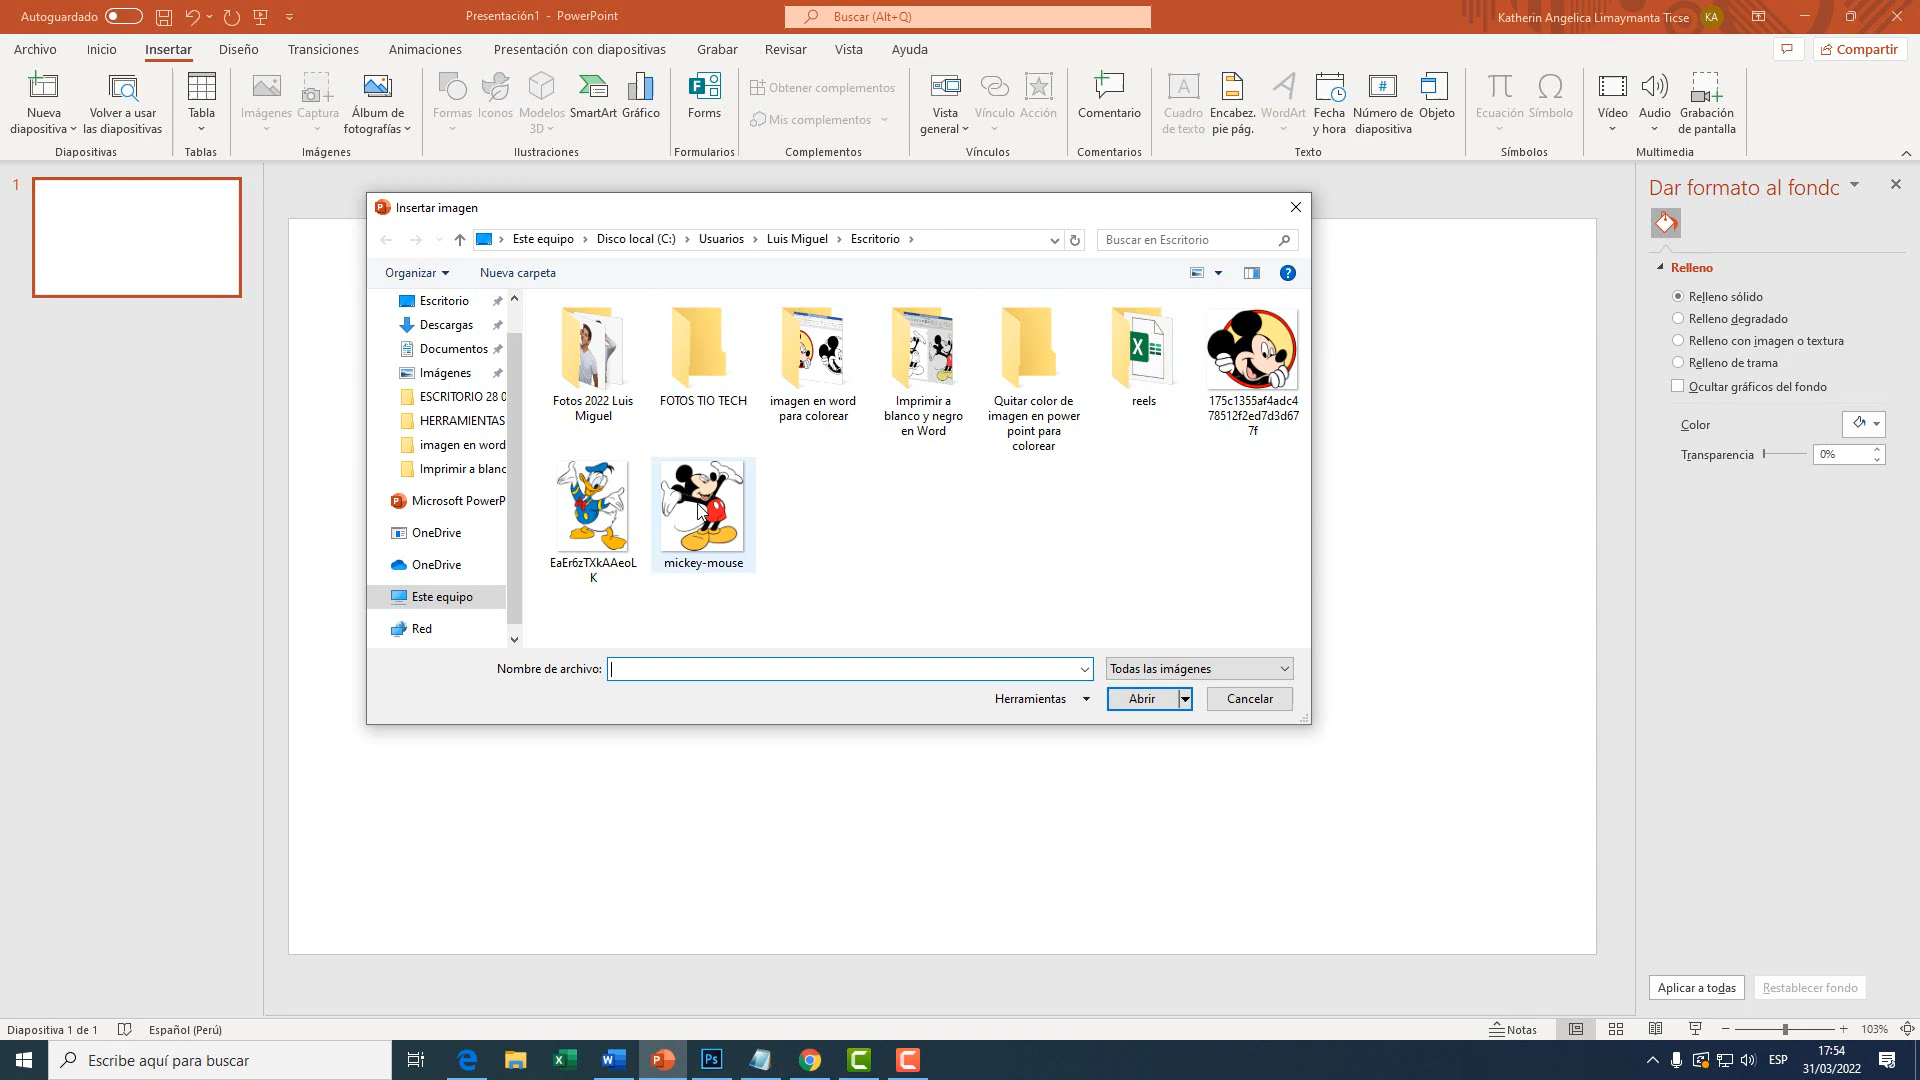 Autoguardado
Presentación1 - PowerPoint
Buscar (Alt+Q)
Katherin Angelica Limaymanta Ticse
KA
Archivo
Inicio
Insertar
Diseño
Transiciones
Animaciones
Presentación con diapositivas
Grabar
Revisar
Vista
Ayuda
Compartir
Nueva
diapositiva
Volver a usar
las diapositivas
Diapositivas
Tabla
Tablas
Imágenes
Captura
Álbum de
fotografías
Imágenes
Formas
Iconos
Modelos
3D
SmartArt
Gráfico
Ilustraciones
Forms
Formularios
Obtener complementos
Mis complementos
Complementos
Vista
general
Vínculo
Acción
Vínculos
Comentario
Comentarios
Cuadro
de texto
Encabez.
pie pág.
WordArt
Fecha
y hora
Número de
diapositiva
Objeto
Texto
Ecuación
Símbolo
Símbolos
Vídeo
Audio
Grabación
de pantalla
Multimedia
1
Insertar imagen
Este equipo
Disco local (C:)
Usuarios
Luis Miguel
Escritorio
Buscar en Escritorio
Organizar
Nueva carpeta
Escritorio
Descargas
Documentos
Imágenes
ESCRITORIO 28 0
HERRAMIENTAS
imagen en word
Imprimir a blanc
Microsoft PowerP
OneDrive
OneDrive
Este equipo
Red
Fotos 2022 Luis
Miguel
FOTOS TIO TECH
imagen en word
para colorear
Imprimir a
blanco y negro
en Word
Quitar color de
imagen en power
point para
colorear
reels
175c1355af4adc4
78512f2ed7d3d67
7f
EaEr6zTXkAAeoL
K
mickey-mouse
Nombre de archivo:
Todas las imágenes
Herramientas
Abrir
Cancelar
Dar formato al fondo
Relleno
Relleno sólido
Relleno degradado
Relleno con imagen o textura
Relleno de trama
Ocultar gráficos del fondo
Color
Transparencia
0%
Aplicar a todas
Restablecer fondo
Diapositiva 1 de 1
Español (Perú)
Notas
103%
Escribe aquí para buscar
ESP
17:54
31/03/2022